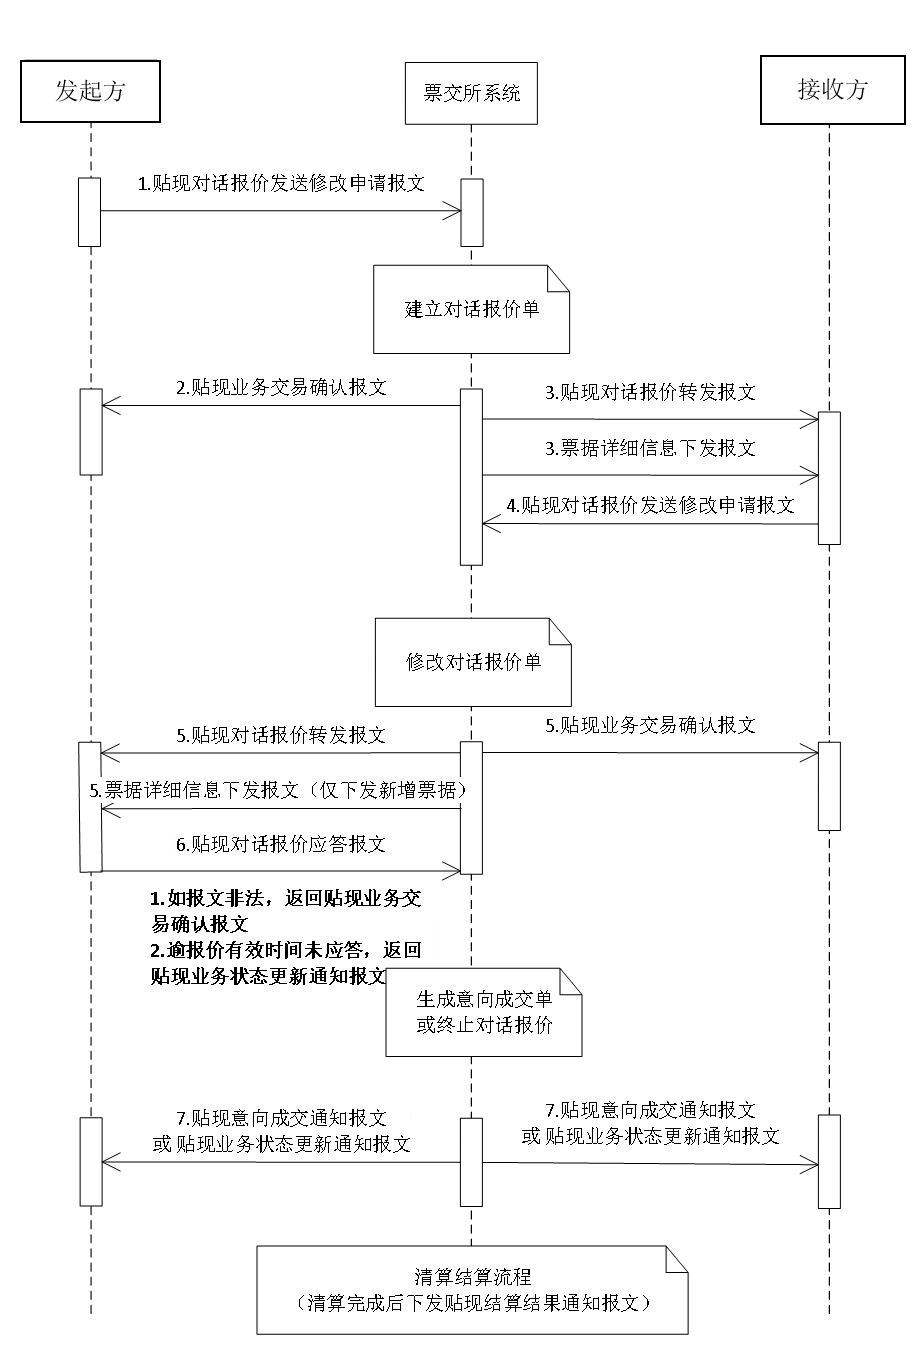 发起方
票交所系统
接收方
1.贴现对话报价发送修改申请报文
建立对话报价单
2.贴现业务交易确认报文
3.贴现对话报价转发报文
3.票据详细信息下发报文
4.贴现对话报价发送修改申请报文
修改对话报价单
5.贴现对话报价转发报文
5.贴现业务交易确认报文
5.票据详细信息下发报文（仅下发新增票据）
6.贴现对话报价应答报文
1.如报文非法，返回贴现业务交
易确认报文
2.逾报价有效时间未应答，返回
贴现业务状态更新通知报文
生成意向成交单
或终止对话报价
7.贴现意向成交通知报文
或 贴现业务状态更新通知报文
7.贴现意向成交通知报文
或 贴现业务状态更新通知报文
清算结算流程
（清算完成后下发贴现结算结果通知报文）